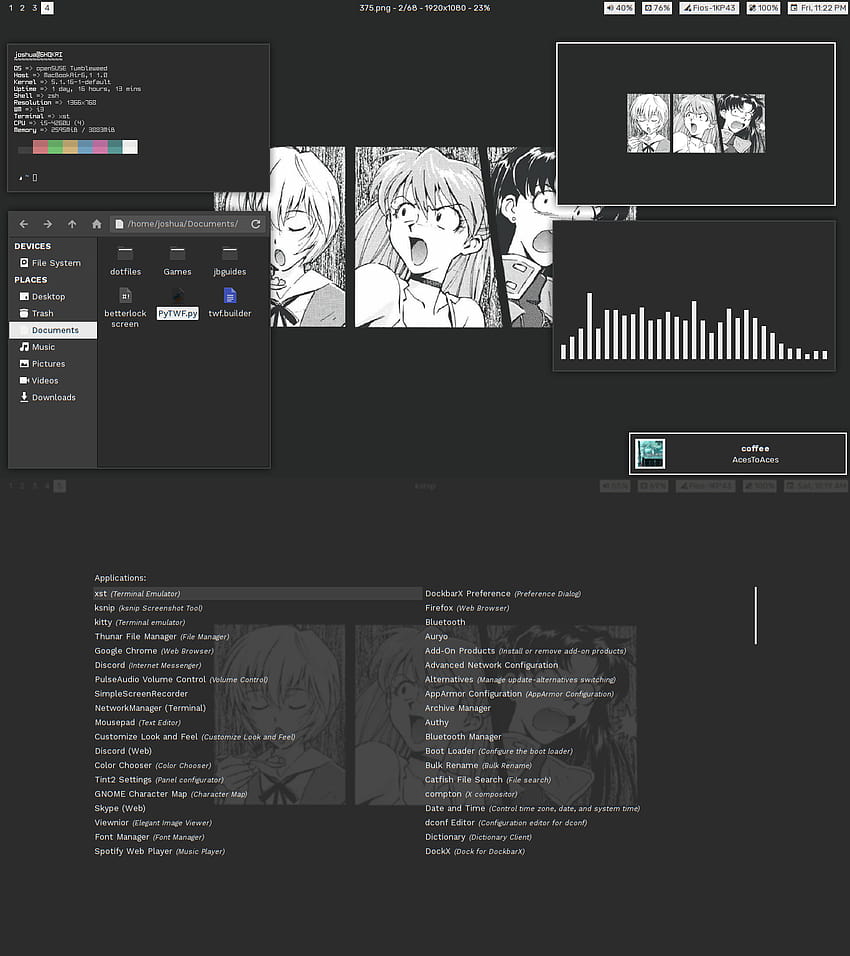 1 2 3 4
375.png - 2/68 - 1920x1080 - 23%
40% 76% Fios-1KP43 100% Fri, 11:22 PM
joshua@SHQKRI
OS => openSUSE Tumbleweed
Host => MacBookAir6,1 1.0
Kernel => 5.1.16-1-default
Uptime => 1 day, 16 hours, 13 mins
Shell => zsh
Resolution => 1366x768
WM => i3
Terminal => xst
CPU => i5-4260U (4)
Memory => 2595MiB / 3883MiB
~
/home/joshua/Documents/
DEVICES
File System
PLACES
Desktop
Trash
Documents
Music
Pictures
Videos
Downloads
dotfiles
Games
jbguides
betterlock
screen
PyTWF.py
twf.builder
coffee
AcesToAces
1 2 3 4 5
ksnip
Fios-1KP43 100%
Applications:
xst (Terminal Emulator)
ksnip (ksnip Screenshot Tool)
kitty (Terminal emulator)
Thunar File Manager (File Manager)
Google Chrome (Web Browser)
Discord (Internet Messenger)
PulseAudio Volume Control (Volume Control)
SimpleScreenRecorder
NetworkManager (Terminal)
Mousepad (Text Editor)
Customize Look and Feel (Customize Look and Feel)
Discord (Web)
Color Chooser (Color Chooser)
Tint2 Settings (Panel configurator)
GNOME Character Map (Character Map)
Skype (Web)
Viewnior (Elegant Image Viewer)
Font Manager (Font Manager)
Spotify Web Player (Music Player)
DockbarX Preference (Preference Dialog)
Firefox (Web Browser)
Bluetooth
Auryo
Add-On Products (Install or remove add-on products)
Advanced Network Configuration
Alternatives (Manage update-alternatives switching)
AppArmor Configuration (AppArmor Configuration)
Archive Manager
Authy
Bluetooth Manager
Boot Loader (Configure the boot loader)
Bulk Rename (Bulk Rename)
Catfish File Search (File search)
compton (X compositor)
Date and Time (Control time zone, date, and system time)
dconf Editor (Configuration editor for dconf)
Dictionary (Dictionary Client)
DockX (Dock for DockbarX)